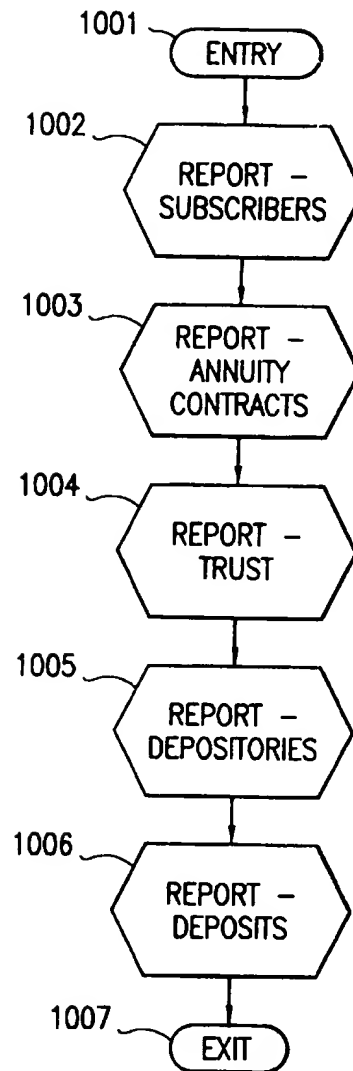 1001
ENTRY
1002
REPORT –
SUBSCRIBERS
1003
REPORT –
ANNUITY
CONTRACTS
1004
REPORT –
TRUST
1005
REPORT –
DEPOSITORIES
1006
REPORT –
DEPOSITS
1007
EXIT